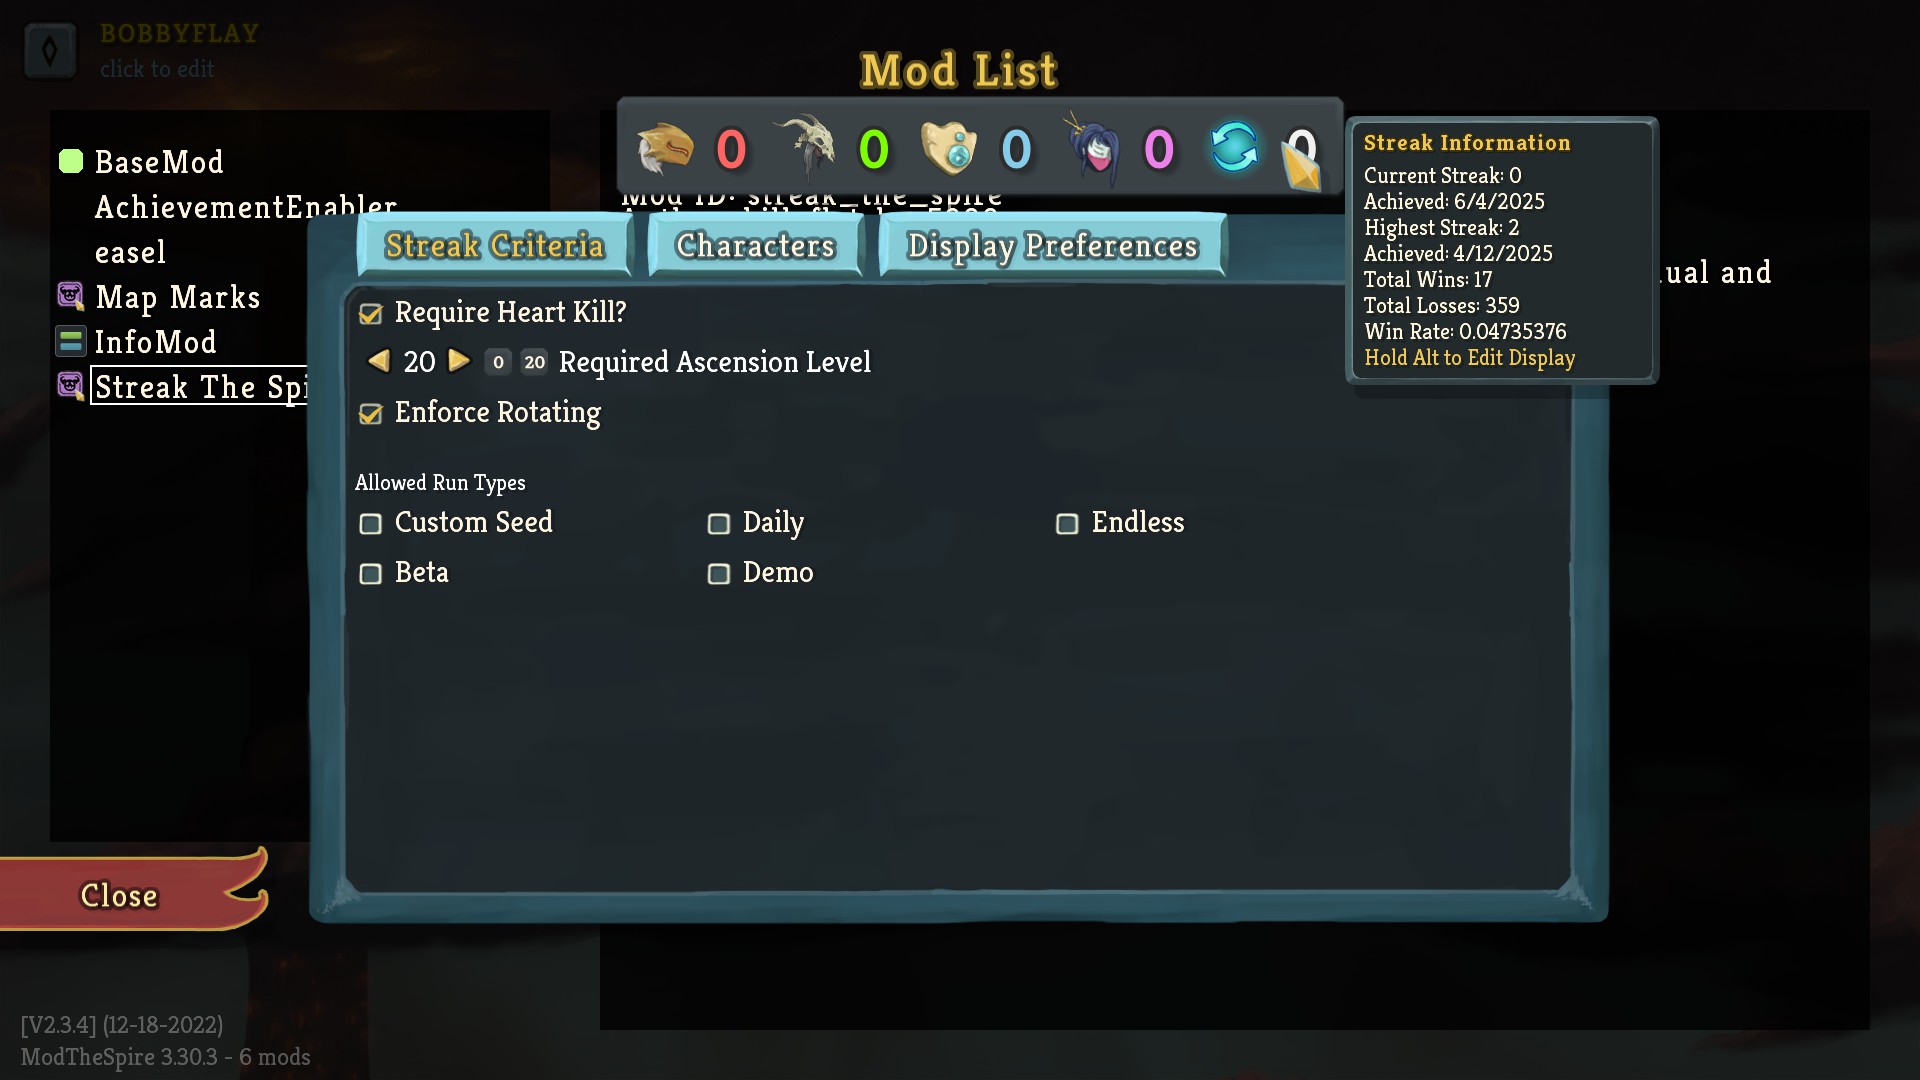 BOBBYFLAY
click to edit
Mod List
0 0 0 0 0
BaseMod
AchievementEnabler
easel
Map Marks
InfoMod
Streak The Spi
Mod ID: streak_the_spire
ual and
Streak Criteria
Characters
Display Preferences
Require Heart Kill?
20 0 20 Required Ascension Level
Enforce Rotating
Allowed Run Types
Custom Seed
Daily
Endless
Beta
Demo
Streak Information
Current Streak: 0
Achieved: 6/4/2025
Highest Streak: 2
Achieved: 4/12/2025
Total Wins: 17
Total Losses: 359
Win Rate: 0.04735376
Hold Alt to Edit Display
Close
[V2.3.4] (12-18-2022)
ModTheSpire 3.30.3 - 6 mods